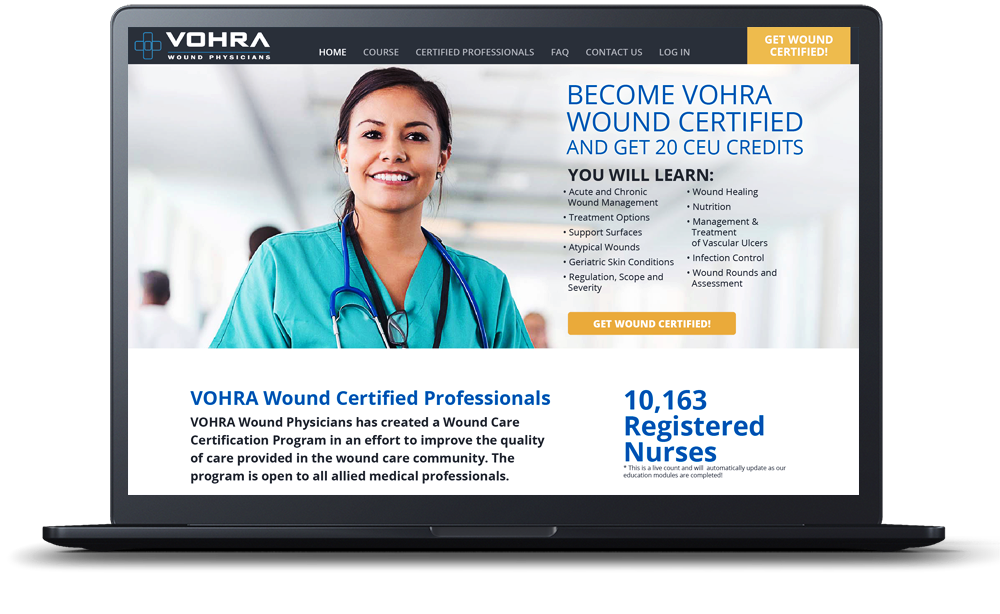 VOHRA
WOUND PHYSICIANS
HOME COURSE CERTIFIED PROFESSIONALS FAQ CONTACT US LOG IN
GET WOUND
CERTIFIED!
BECOME VOHRA
WOUND CERTIFIED
AND GET 20 CEU CREDITS
YOU WILL LEARN:
• Acute and Chronic
Wound Management
• Treatment Options
• Support Surfaces
• Atypical Wounds
• Geriatric Skin Conditions
• Regulation, Scope and
Severity
• Wound Healing
• Nutrition
• Management &
Treatment
of Vascular Ulcers
• Infection Control
• Wound Rounds and
Assessment
GET WOUND CERTIFIED!
VOHRA Wound Certified Professionals
VOHRA Wound Physicians has created a Wound Care
Certification Program in an effort to improve the quality
of care provided in the wound care community. The
program is open to all allied medical professionals.
10,163
Registered
Nurses
* This is a live count and will automatically update as our
education modules are completed!